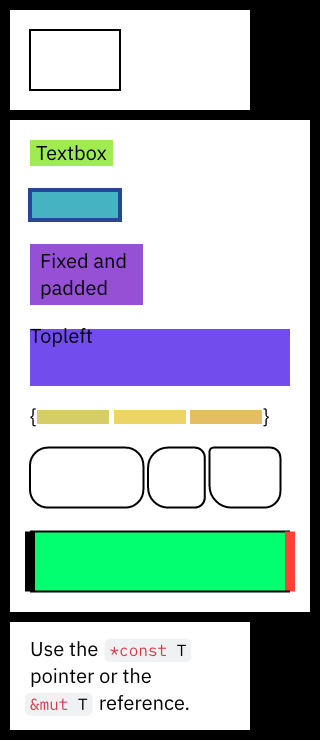 Textbox
Fixed and
padded
Topleft
{ }
Use the *const T
pointer or the
&mut T reference.